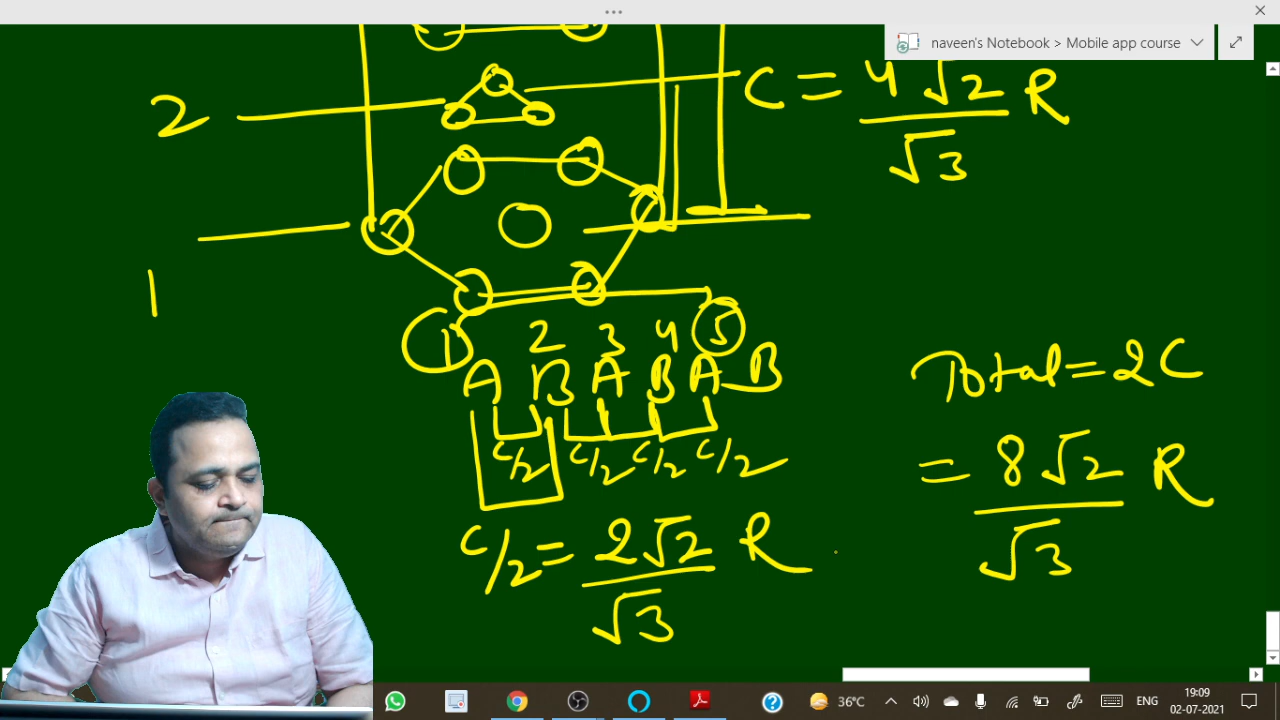 naveen's Notebook > Mobile app course
2
C = 4√2/√3 R
1
① 2 3 4 ⑤
A B A B A B
C/2 C/2 C/2 C/2
Total = 2C
= 8√2/√3 R
C/2 = 2√2/√3 R
36°C ENG 19:09
02-07-2021